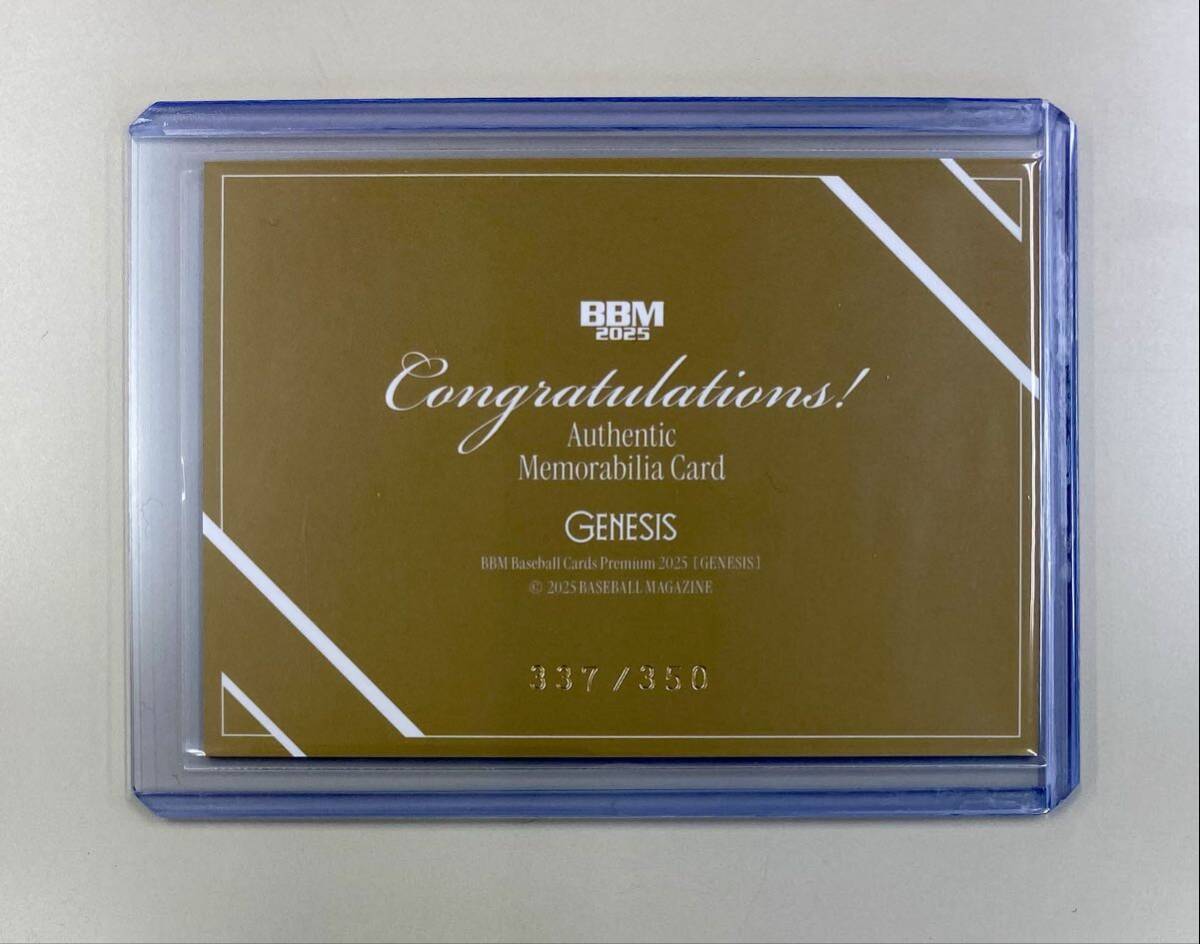 BBM
2025
Congratulations!
Authentic
Memorabilia Card
GENESIS
BBM Baseball Cards Premium 2025 [GENESIS]
© 2025 BASEBALL MAGAZINE
337/350